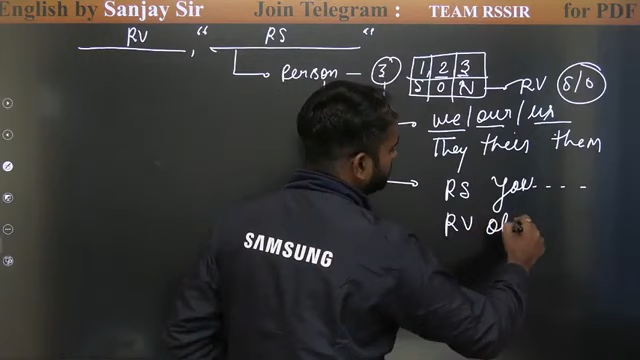 English by Sanjay Sir Join Telegram : TEAM RSSIR for PDF
RV , " RS "
Person - 3
1 2 3
S O N
RV S/O
we/our/us
They their them
RS you----
RV ob
SAMSUNG